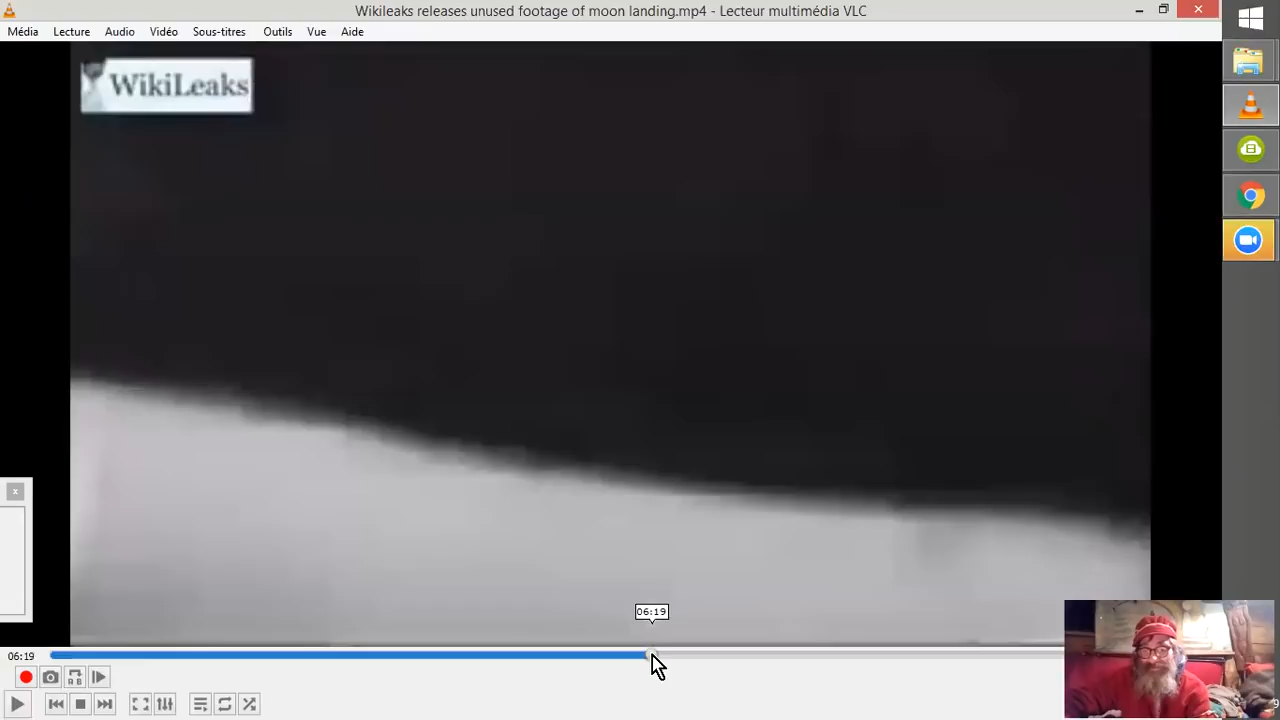 Wikileaks releases unused footage of moon landing.mp4 - Lecteur multimédia VLC
Média Lecture Audio Vidéo Sous-titres Outils Vue Aide
WikiLeaks
06:19
06:19